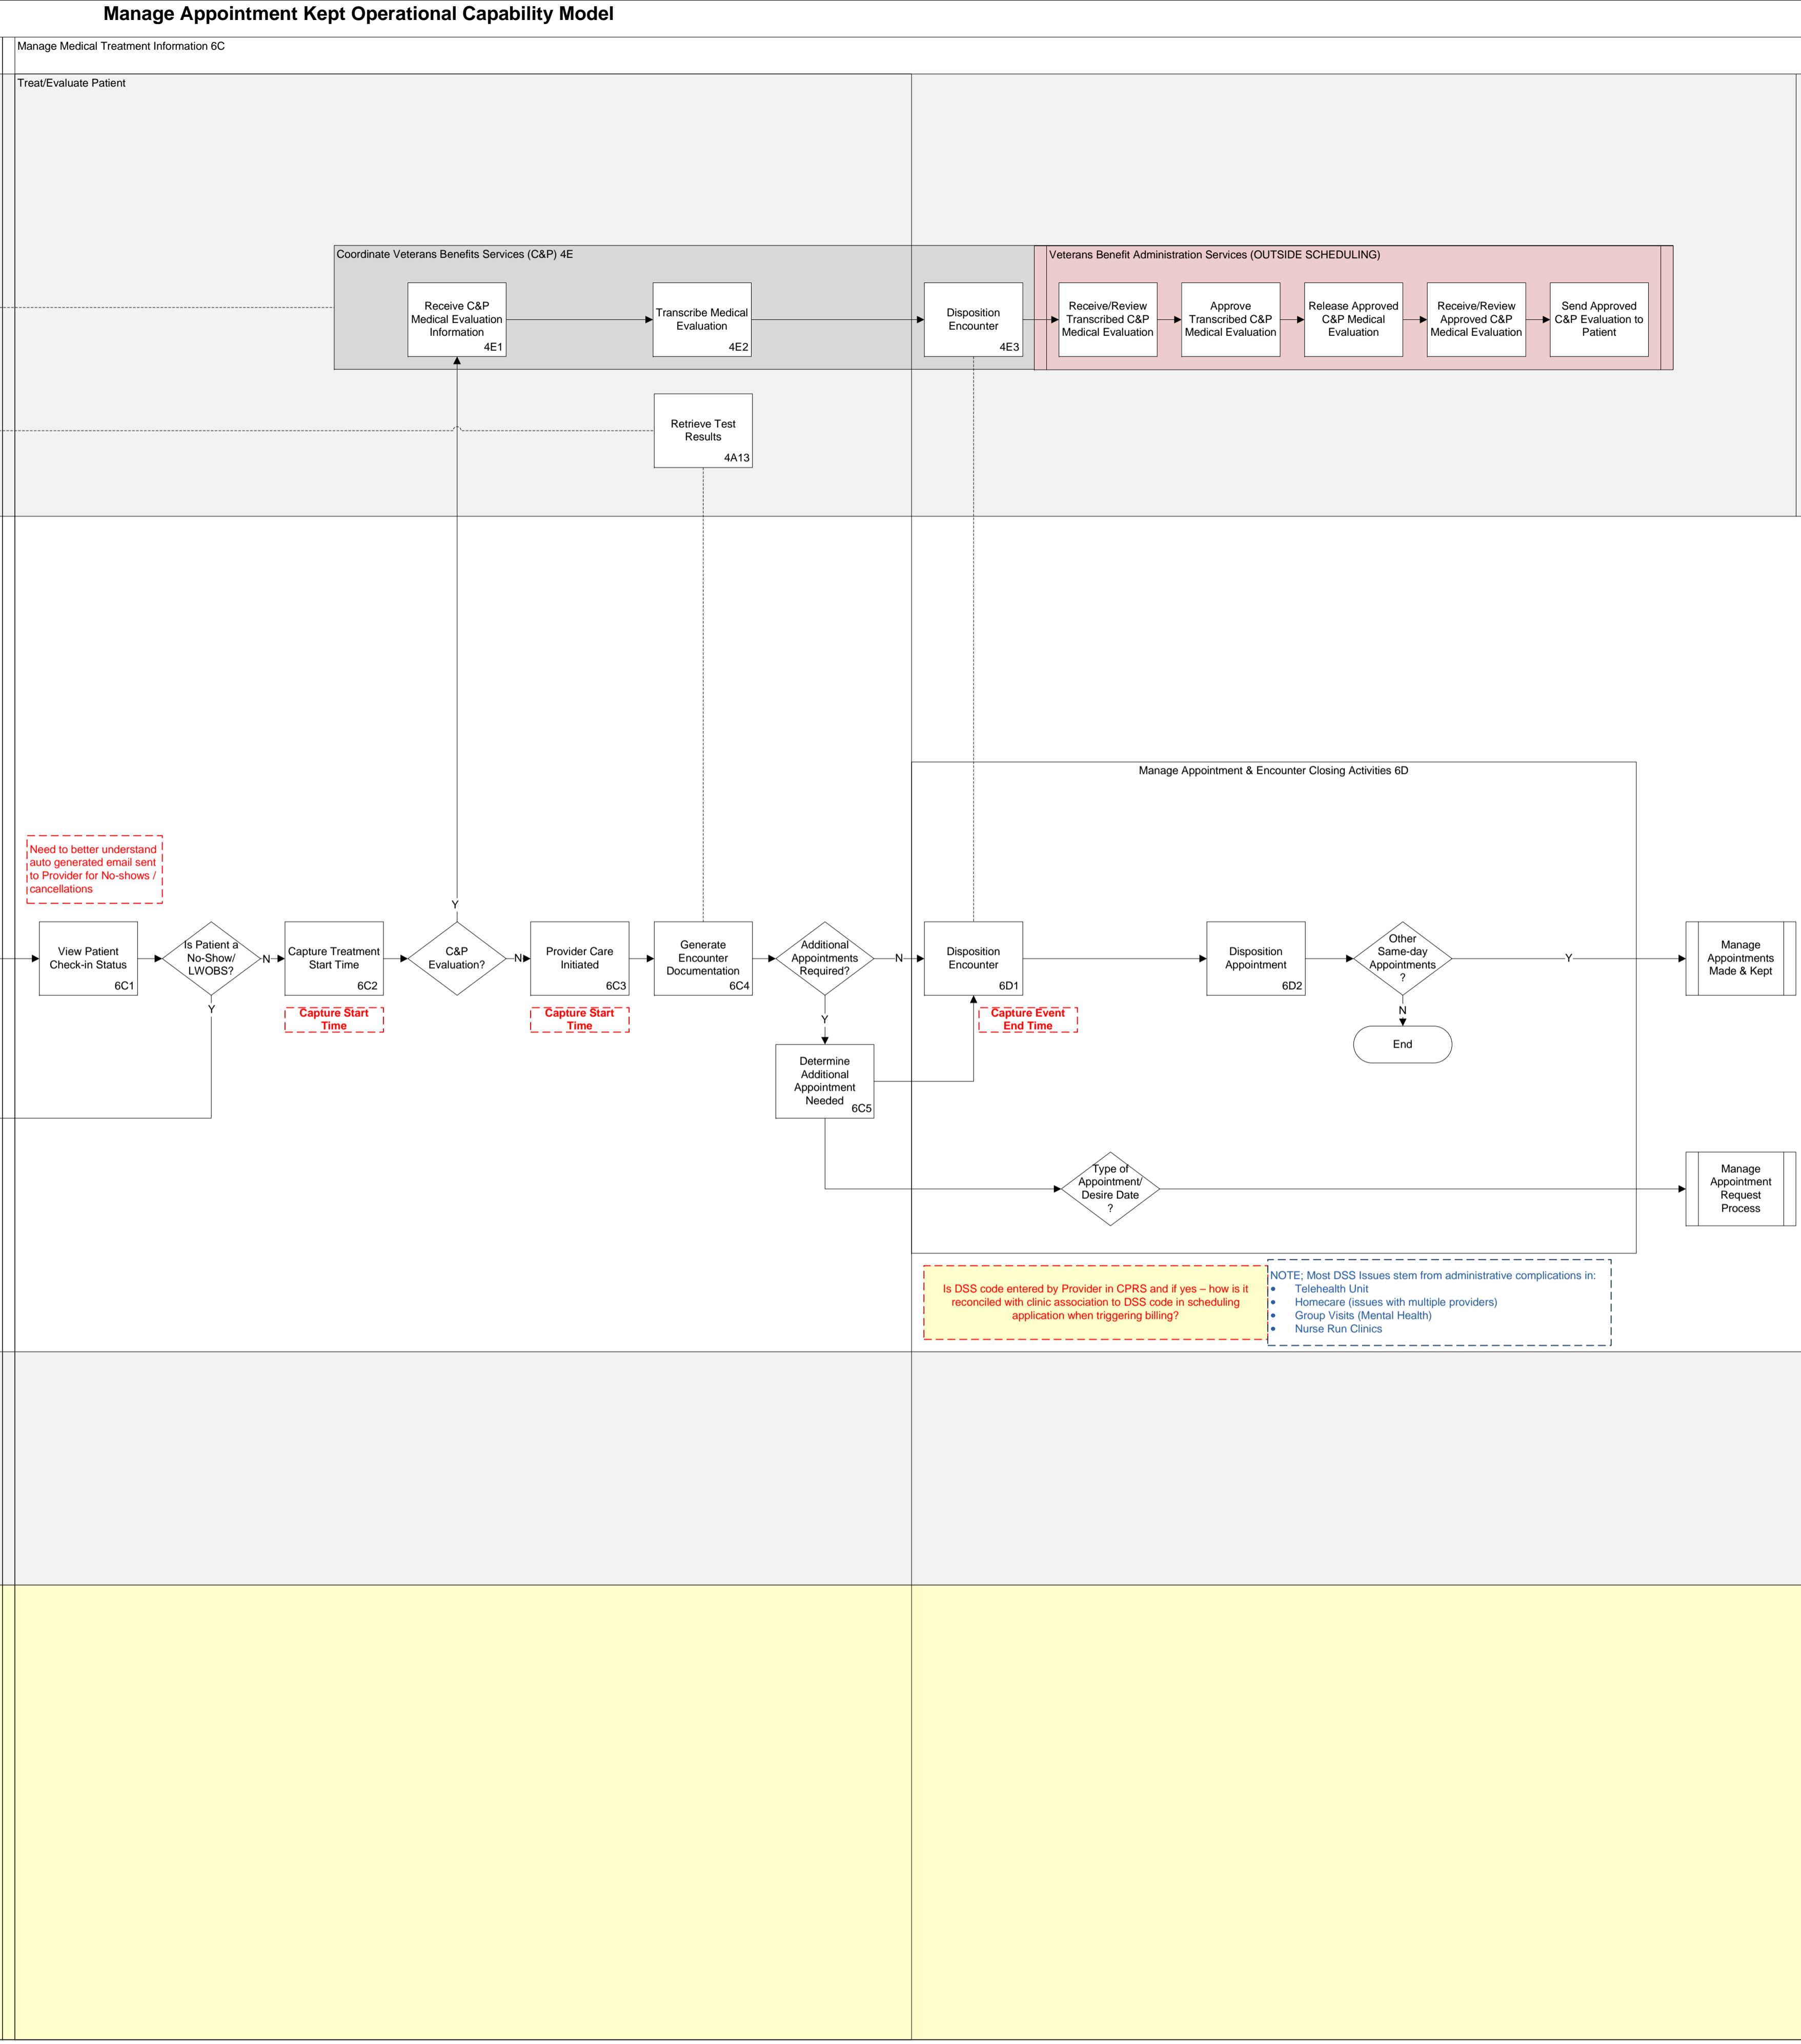 Manage Appointment Kept Operational Capability Model
Manage Medical Treatment Information 6C
Treat/Evaluate Patient
Coordinate Veterans Benefits Services (C&P) 4E
Veterans Benefit Administration Services (OUTSIDE SCHEDULING)
Receive C&P
Medical Evaluation
Information
4E1
Transcribe Medical
Evaluation
4E2
Disposition
Encounter
4E3
Receive/Review
Transcribed C&P
Medical Evaluation
Approve
Transcribed C&P
Medical Evaluation
Release Approved
C&P Medical
Evaluation
Receive/Review
Approved C&P
Medical Evaluation
Send Approved
C&P Evaluation to
Patient
Retrieve Test
Results
4A13
Manage Appointment & Encounter Closing Activities 6D
Need to better understand
auto generated email sent
to Provider for No-shows /
cancellations
View Patient
Check-in Status
6C1
Is Patient a
No-Show/
LWOBS?
N
Y
Capture Treatment
Start Time
6C2
Capture Start
Time
C&P
Evaluation?
Y
N
Provider Care
Initiated
6C3
Capture Start
Time
Generate
Encounter
Documentation
6C4
Additional
Appointments
Required?
N
Y
Determine
Additional
Appointment
Needed
6C5
Disposition
Encounter
6D1
Capture Event
End Time
Disposition
Appointment
6D2
Other
Same-day
Appointments
?
Y
N
End
Manage
Appointments
Made & Kept
Type of
Appointment/
Desire Date
?
Manage
Appointment
Request
Process
Is DSS code entered by Provider in CPRS and if yes – how is it
reconciled with clinic association to DSS code in scheduling
application when triggering billing?
NOTE; Most DSS Issues stem from administrative complications in:
• Telehealth Unit
• Homecare (issues with multiple providers)
• Group Visits (Mental Health)
• Nurse Run Clinics